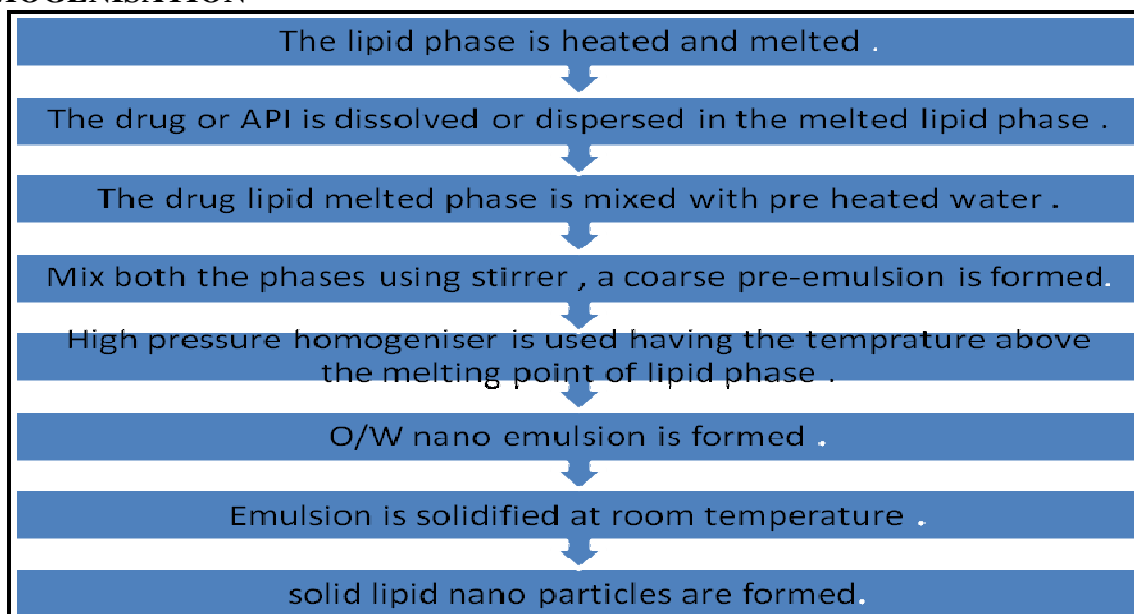 The lipid phase is heated and melted .
The drug or API is dissolved or dispersed in the melted lipid phase .
The drug lipid melted phase is mixed with pre heated water .
Mix both the phases using stirrer , a coarse pre-emulsion is formed.
High pressure homogeniser is used having the temprature above
the melting point of lipid phase .
O/W nano emulsion is formed .
Emulsion is solidified at room temperature .
solid lipid nano particles are formed.